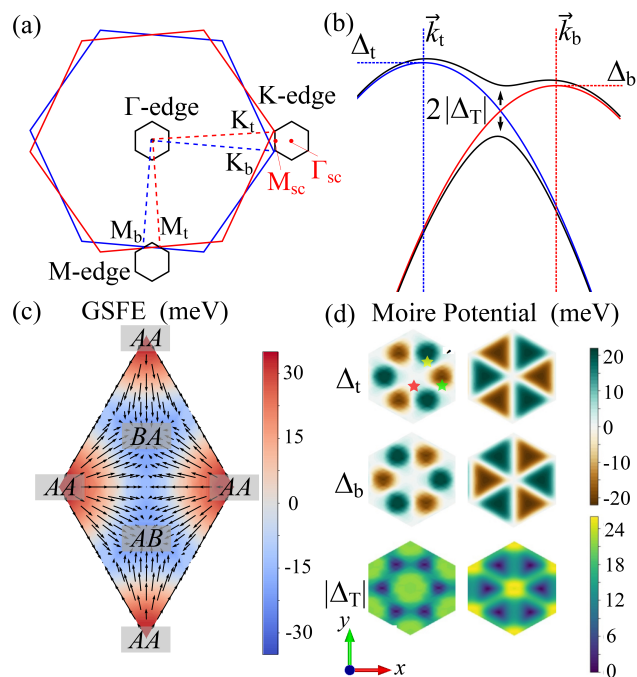 (a)
Γ-edge
K-edge
K_t
K_b
M_sc
Γ_sc
M_b
M_t
M-edge
(b)
k⃗_t
k⃗_b
Δ_t
Δ_b
2 |Δ_T|
(c)
GSFE (meV)
AA
BA
AA
AA
AB
AA
30
15
0
-15
-30
(d)
Moire Potential (meV)
Δ_t
Δ_b
|Δ_T|
20
10
0
-10
-20
24
18
12
6
0
y
x